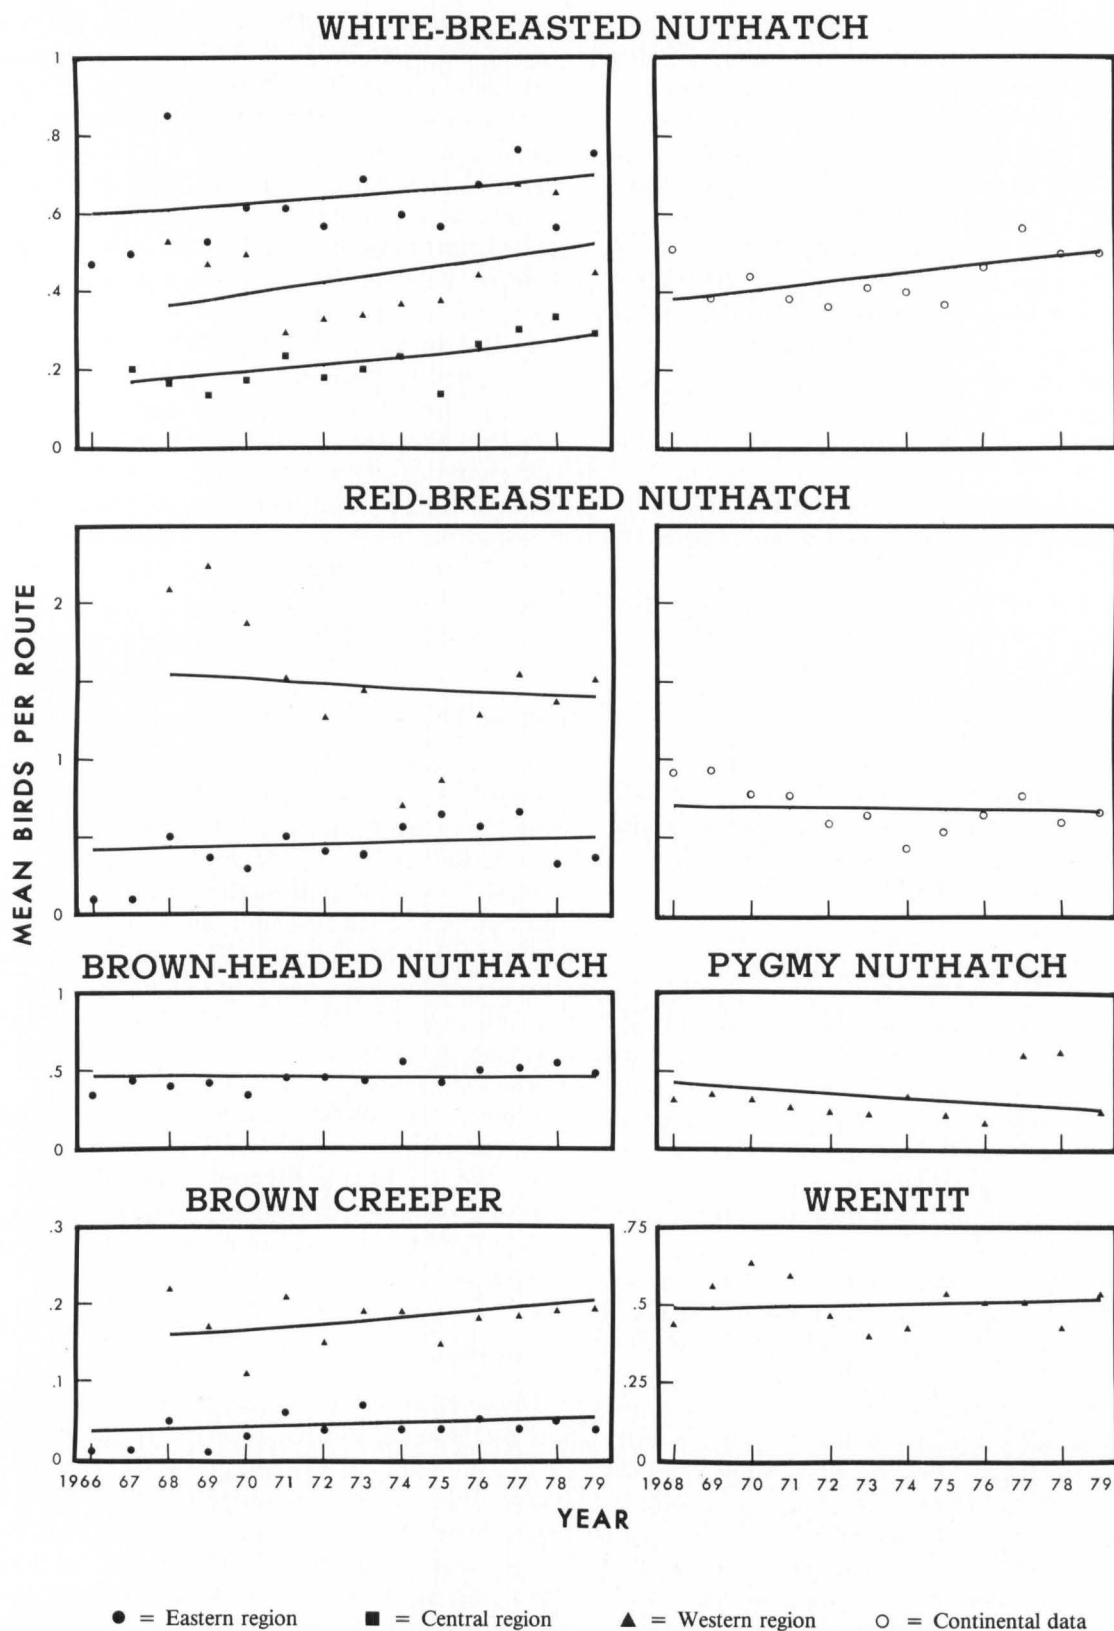 WHITE-BREASTED NUTHATCH
1
.8
.6
.4
0.2
0
RED-BREASTED NUTHATCH
2
1
0
MEAN BIRDS PER ROUTE
BROWN-HEADED NUTHATCH PYGMY NUTHATCH
1
.5
0
BROWN CREEPER WRENTIT
.3
.2
.1
0
.75
.5
.25
0
1966 67 68 69 70 71 72 73 74 75 76 77 78 79
1968 69 70 71 72 73 74 75 76 77 78 79
YEAR
● = Eastern region ■ = Central region ▲ = Western region ○ = Continental data